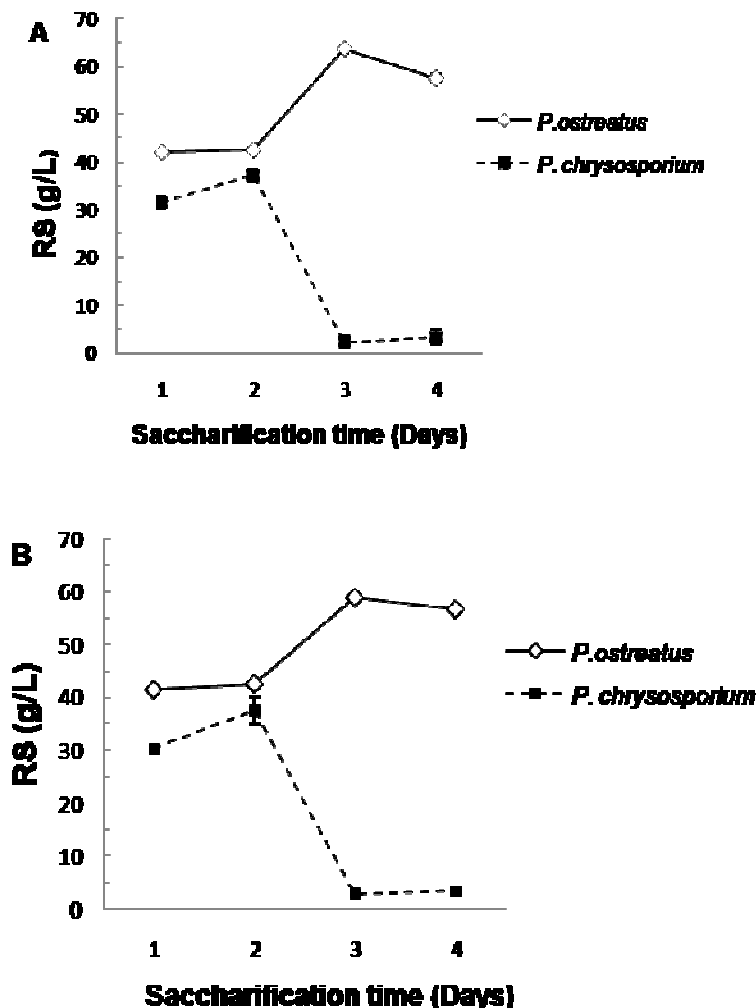 A
70
60
50
40
30
20
10
0
RS (g/L)
1 2 3 4
Saccharification time (Days)
P.ostreatus
P. chrysosporium
B
70
60
50
40
30
20
10
0
RS (g/L)
1 2 3 4
Saccharification time (Days)
P.ostreatus
P. chrysosporium